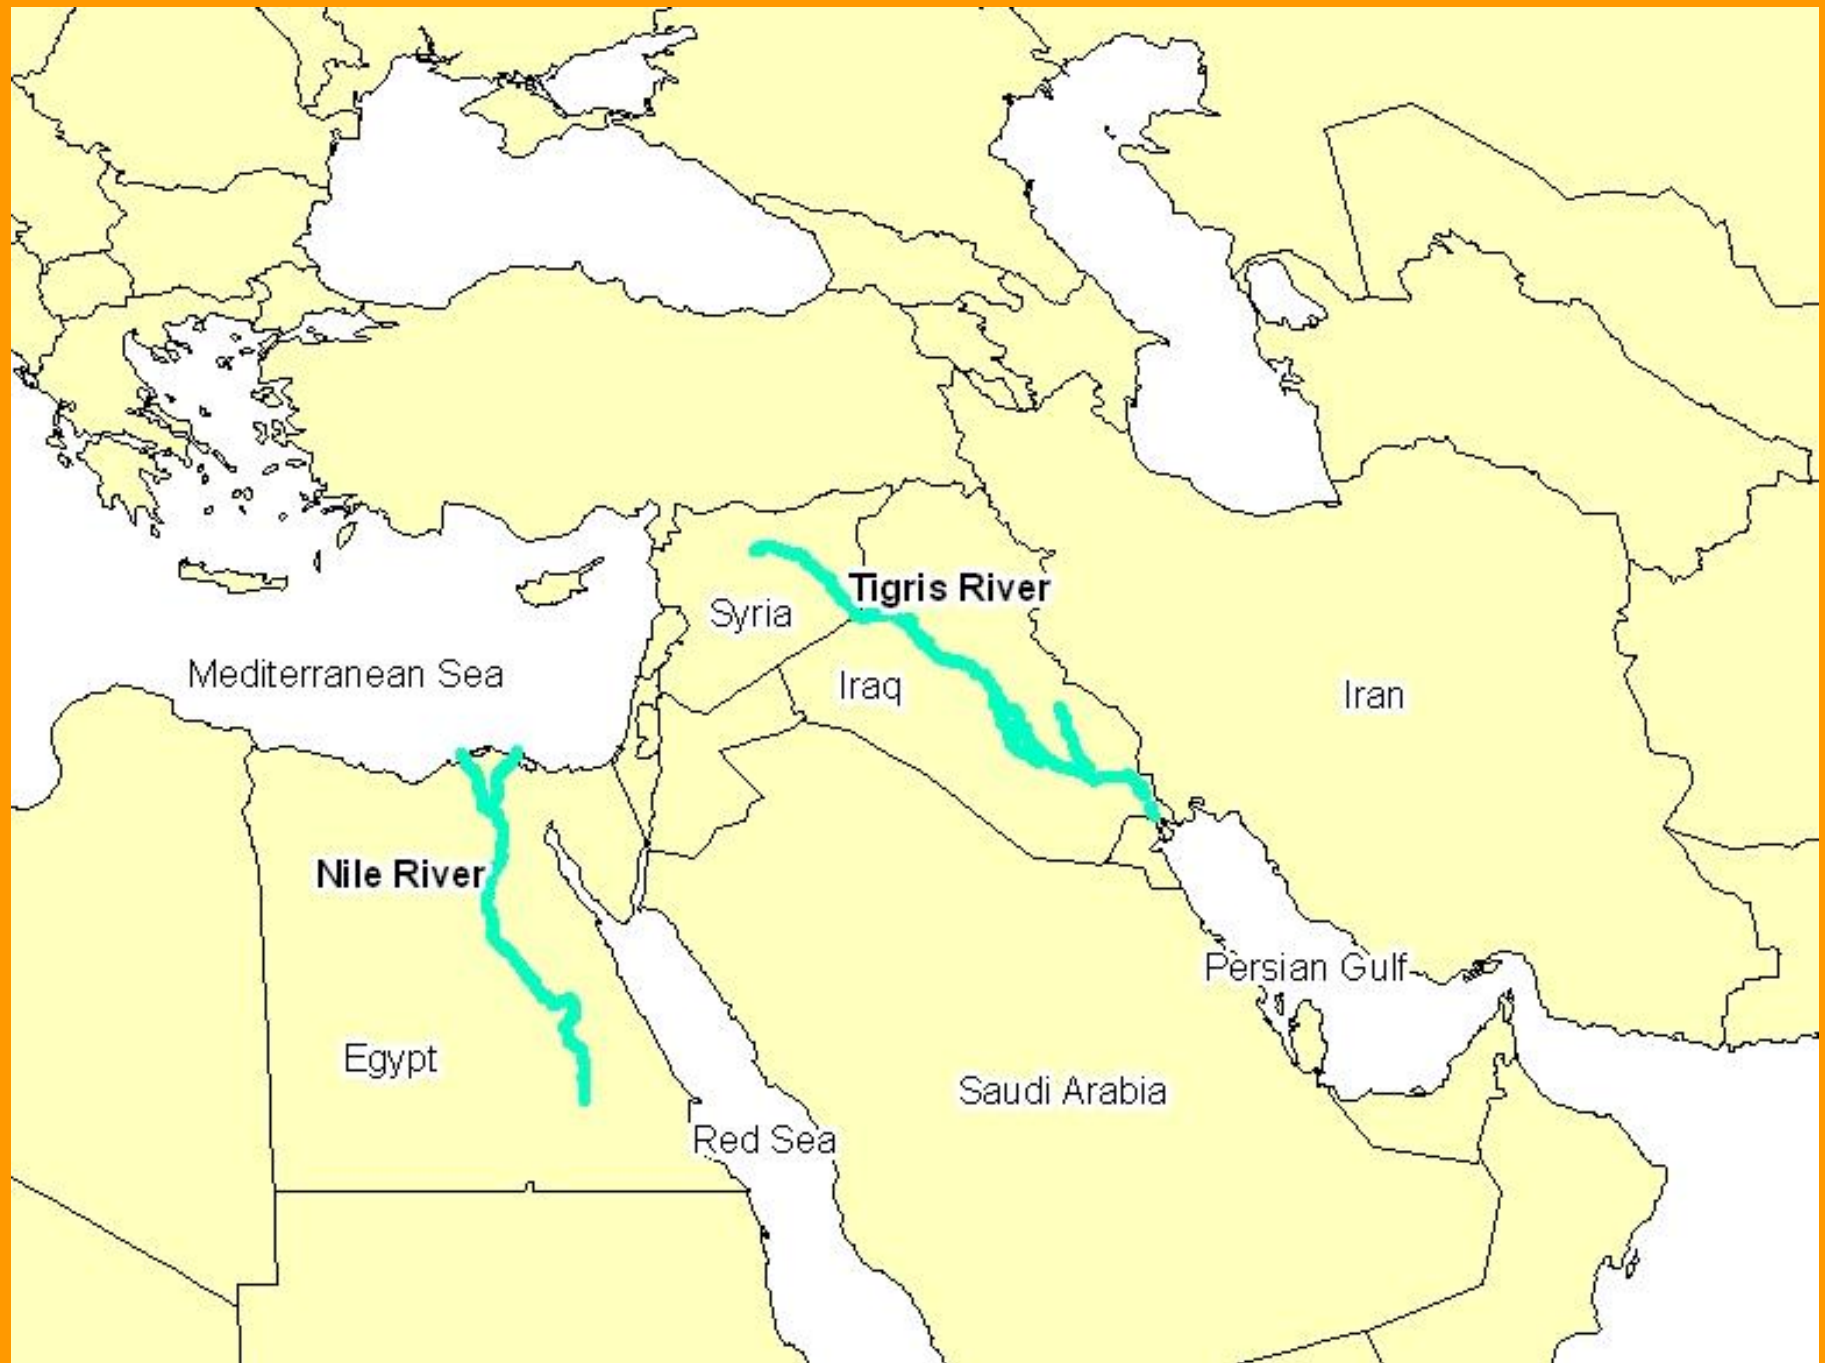 Tigris River
Syria
Mediterranean Sea
Iraq
Iran
Nile River
Persian Gulf
Egypt
Saudi Arabia
Red Sea